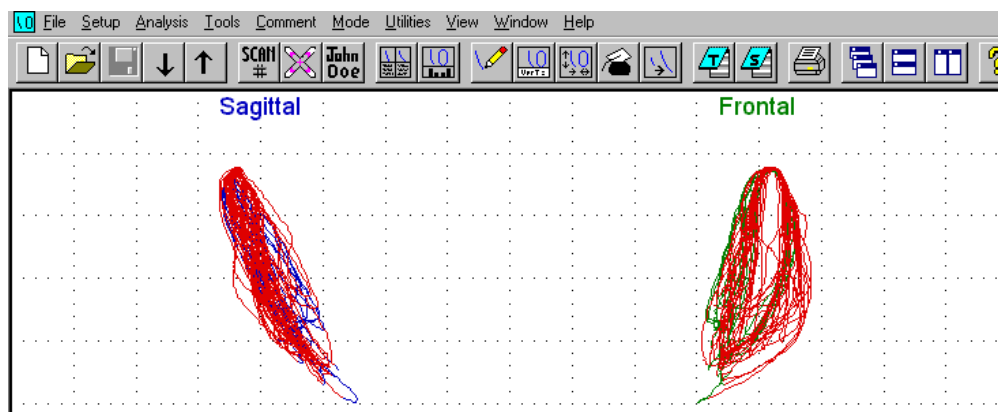 File Setup Analysis Tools Comment Mode Utilities View Window Help
SCAN # John Doe T S ?
Sagittal Frontal